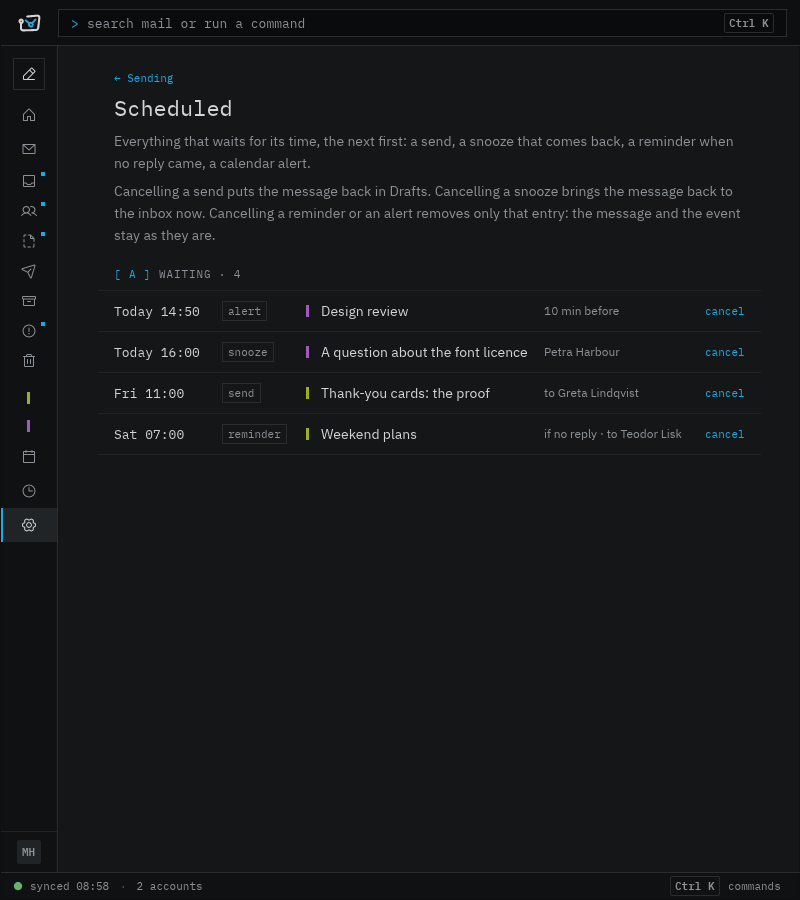 > search mail or run a command Ctrl K
← Sending
Scheduled
Everything that waits for its time, the next first: a send, a snooze that comes back, a reminder when
no reply came, a calendar alert.
Cancelling a send puts the message back in Drafts. Cancelling a snooze brings the message back to
the inbox now. Cancelling a reminder or an alert removes only that entry: the message and the event
stay as they are.
[ A ] WAITING · 4
Today 14:50 alert Design review 10 min before cancel
Today 16:00 snooze A question about the font licence Petra Harbour cancel
Fri 11:00 send Thank-you cards: the proof to Greta Lindqvist cancel
Sat 07:00 reminder Weekend plans if no reply · to Teodor Lisk cancel
MH
synced 08:58 · 2 accounts Ctrl K commands